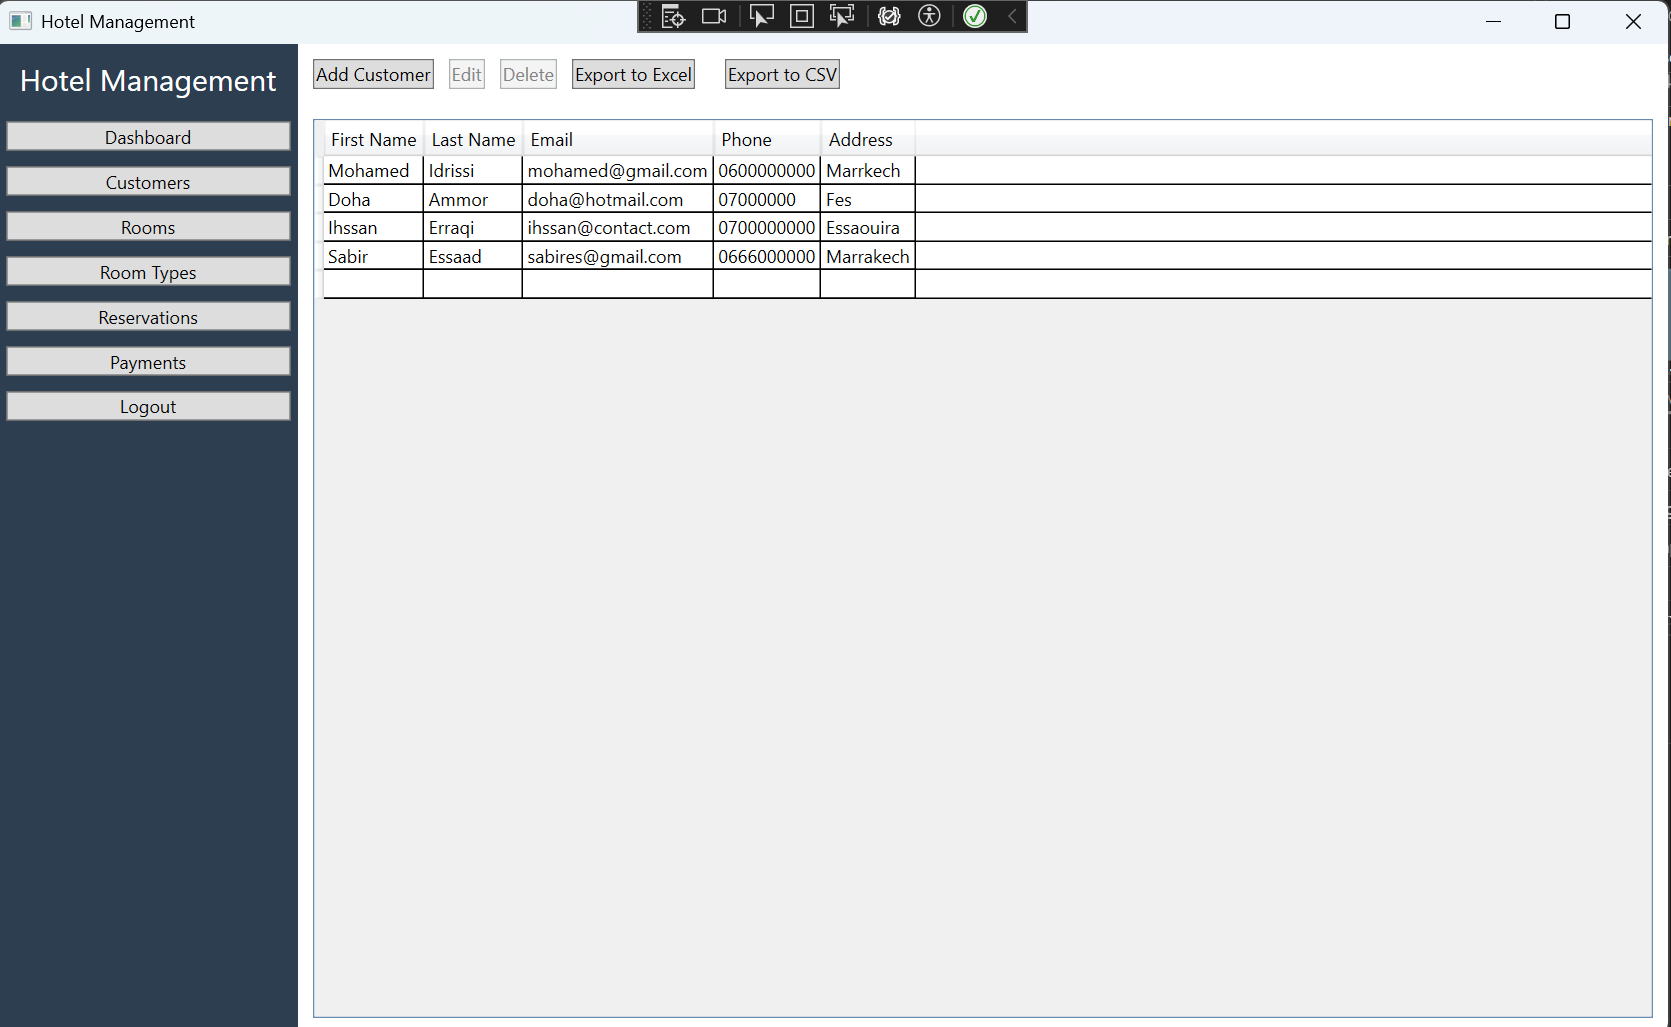 Hotel Management
Hotel Management
Dashboard
Customers
Rooms
Room Types
Reservations
Payments
Logout
Add Customer Edit Delete Export to Excel Export to CSV
First Name Last Name Email Phone Address
Mohamed Idrissi mohamed@gmail.com 0600000000 Marrkech
Doha Ammor doha@hotmail.com 07000000 Fes
Ihssan Erraqi ihssan@contact.com 0700000000 Essaouira
Sabir Essaad sabires@gmail.com 0666000000 Marrakech